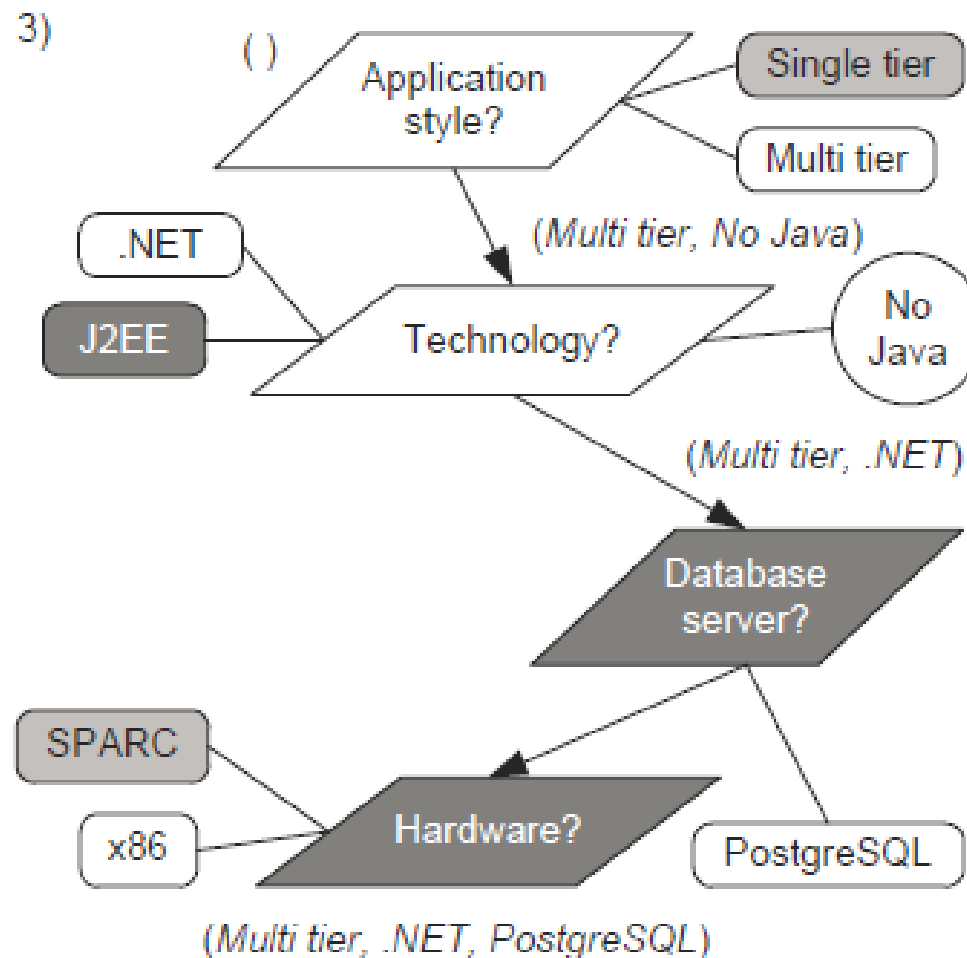 3)
( )
Application
style?
Single tier
Multi tier
(Multi tier, No Java)
.NET
J2EE
Technology?
No
Java
(Multi tier, .NET)
Database
server?
SPARC
x86
Hardware?
PostgreSQL
(Multi tier, .NET, PostgreSQL)